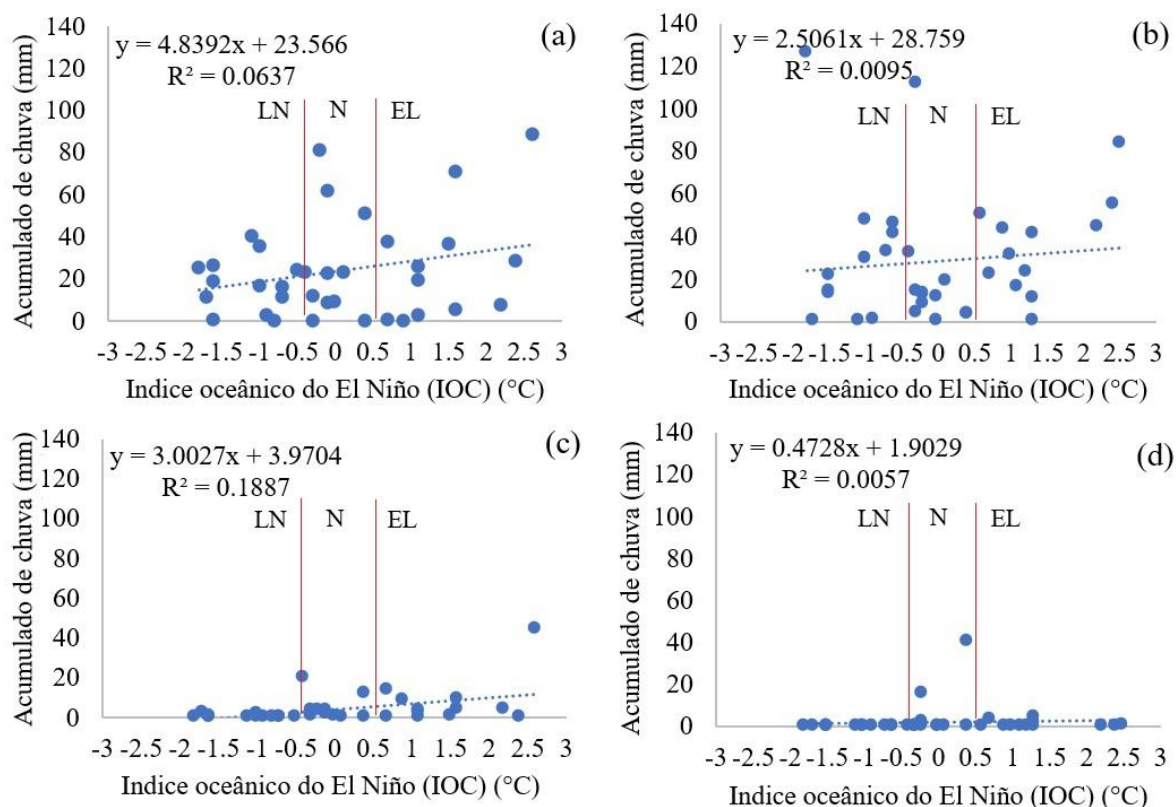 140
120
100
80
60
40
20
0
Acumulado de chuva (mm)
y = 4.8392x + 23.566
R² = 0.0637
(a)
LN N EL
-3 -2.5 -2 -1.5 -1 -0.5 0 0.5 1 1.5 2 2.5 3
Indice oceânico do El Niño (IOC) (°C)
140
120
100
80
60
40
20
0
Acumulado de chuva (mm)
y = 2.5061x + 28.759
R² = 0.0095
(b)
LN N EL
-3 -2.5 -2 -1.5 -1 -0.5 0 0.5 1 1.5 2 2.5 3
Indice oceânico do El Niño (IOC) (°C)
140
120
100
80
60
40
20
0
Acumulado de chuva (mm)
y = 3.0027x + 3.9704
R² = 0.1887
(c)
LN N EL
-3 -2.5 -2 -1.5 -1 -0.5 0 0.5 1 1.5 2 2.5 3
Indice oceânico do El Niño (IOC) (°C)
140
120
100
80
60
40
20
0
Acumulado de chuva (mm)
y = 0.4728x + 1.9029
R² = 0.0057
(d)
LN N EL
-3 -2.5 -2 -1.5 -1 -0.5 0 0.5 1 1.5 2 2.5 3
Indice oceânico do El Niño (IOC) (°C)